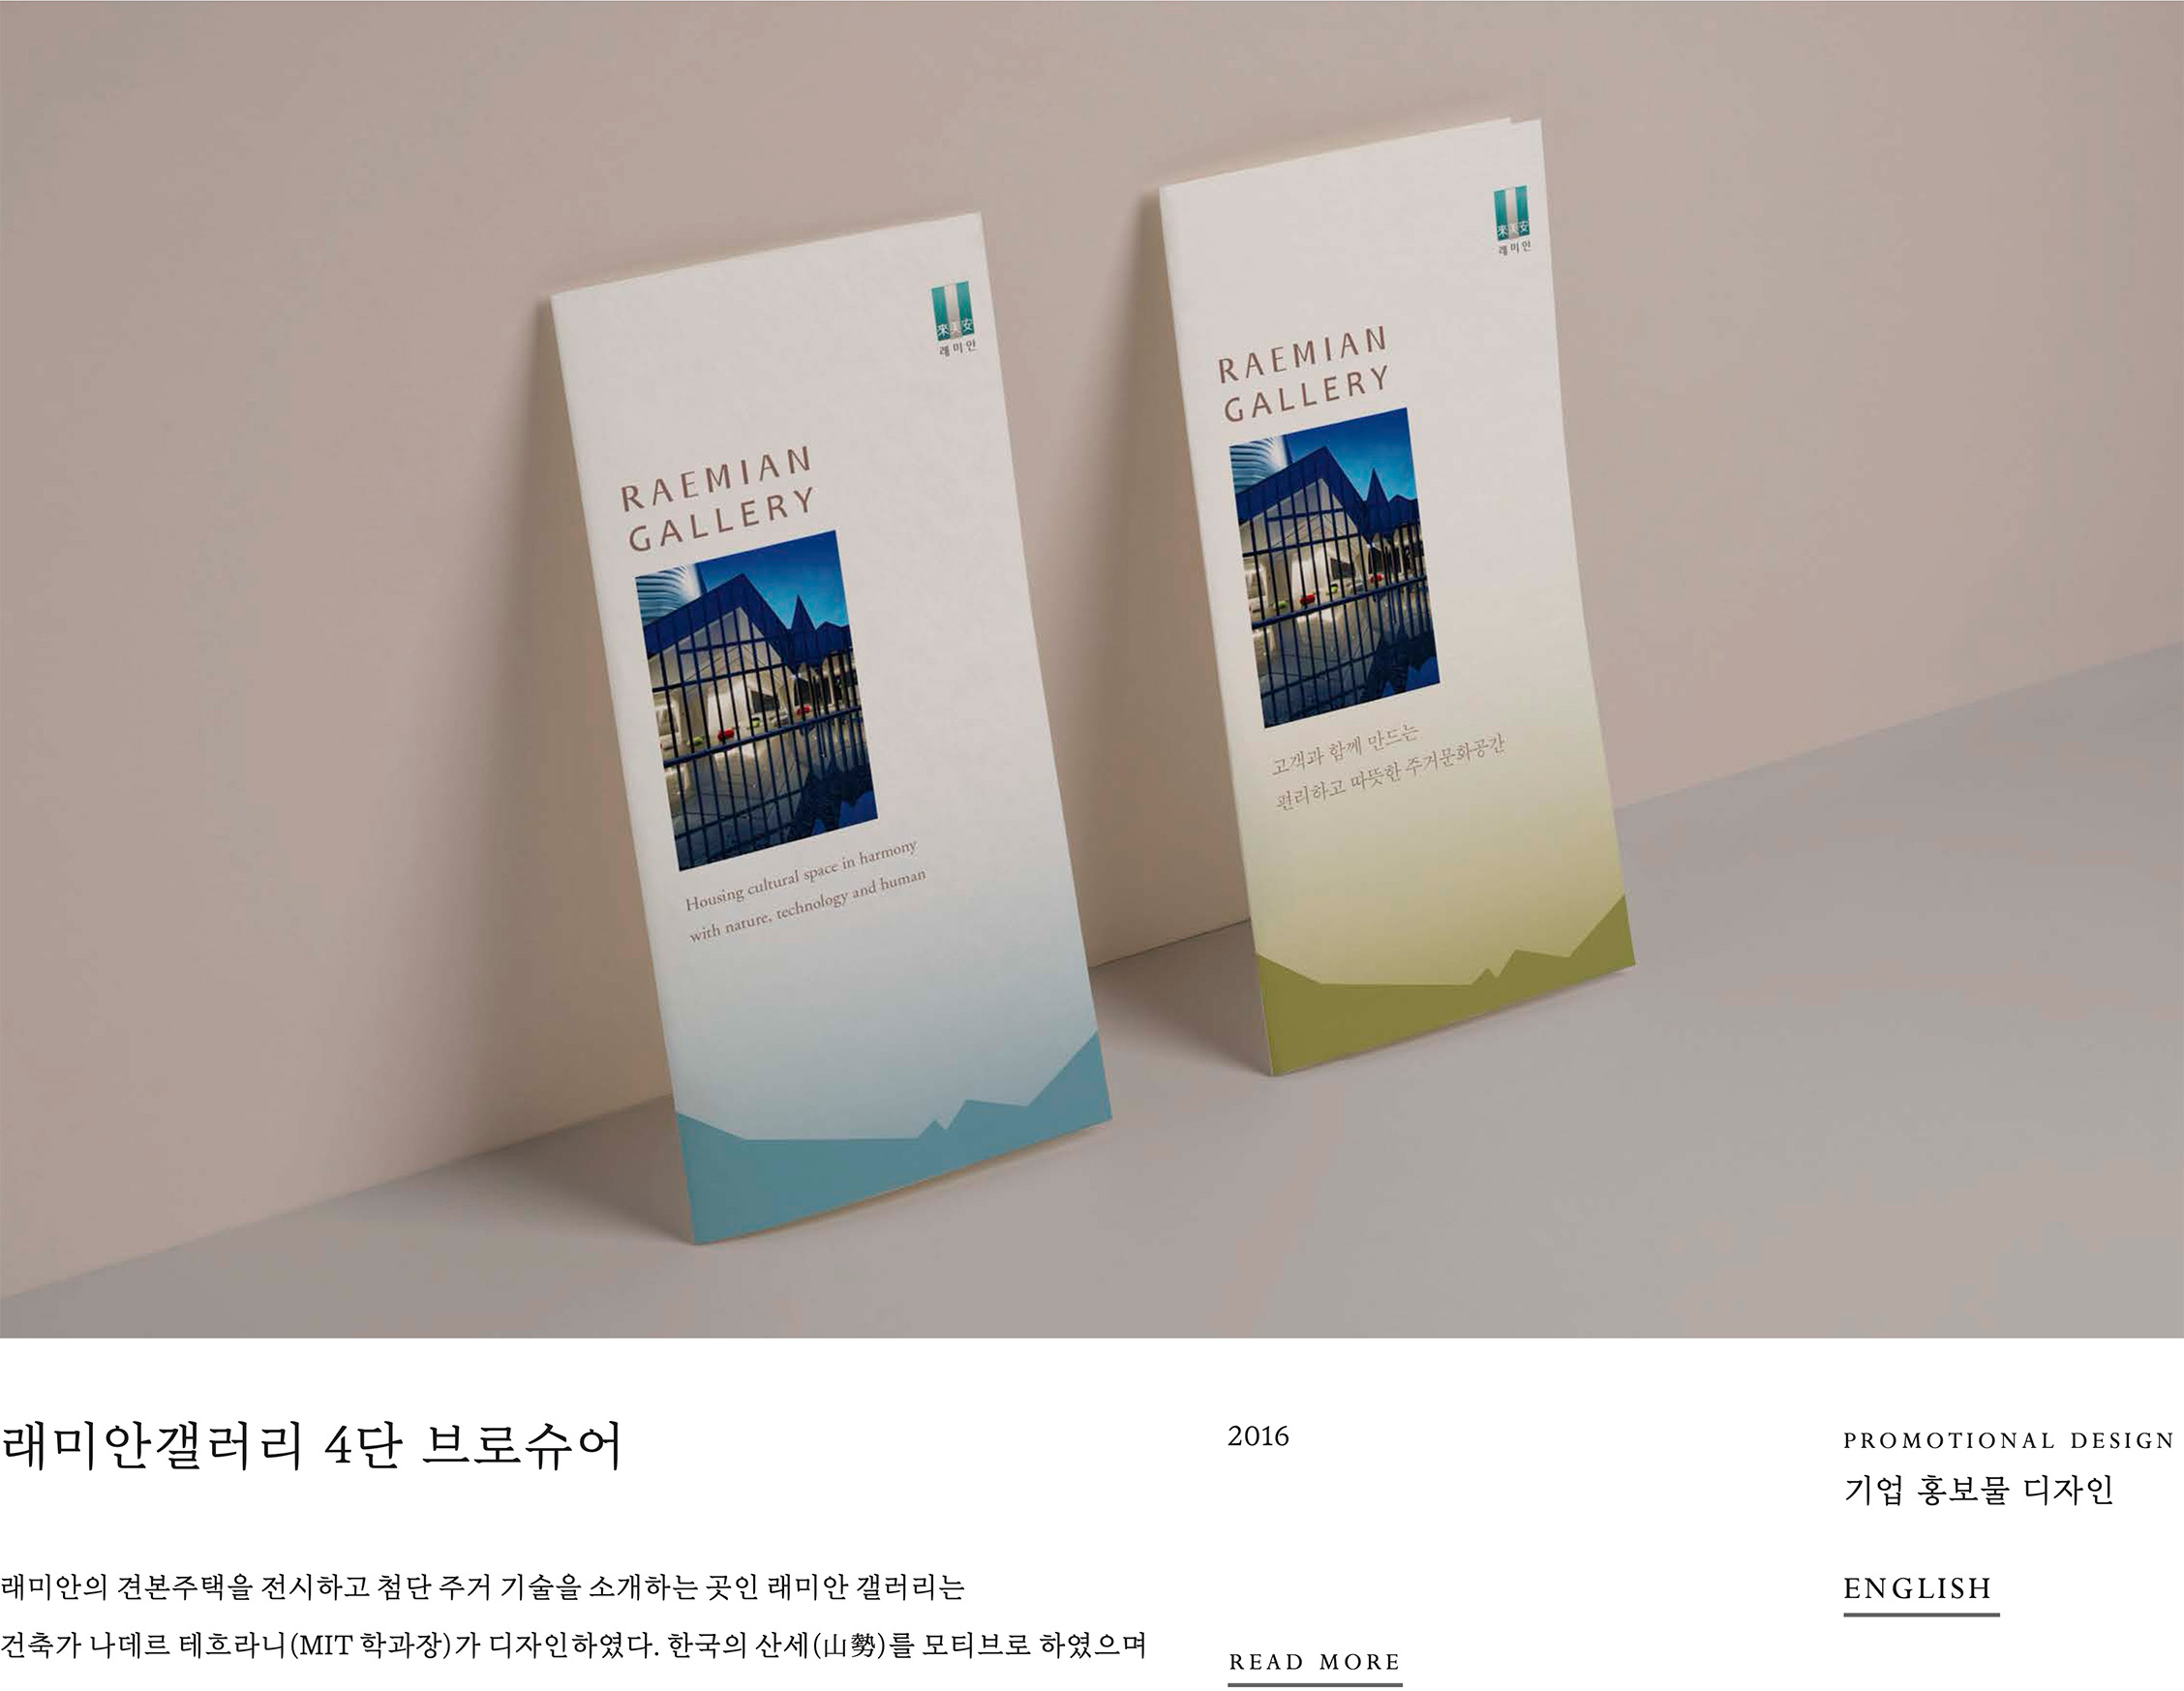 來美安
래미안
RAEMIAN
GALLERY
Housing cultural space in harmony
with nature, technology and human
來美安
래미안
RAEMIAN
GALLERY
고객과 함께 만드는
편리하고 따뜻한 주거문화공간
래미안갤러리 4단 브로슈어
2016
PROMOTIONAL DESIGN
기업 홍보물 디자인
래미안의 견본주택을 전시하고 첨단 주거 기술을 소개하는 곳인 래미안 갤러리는
건축가 나데르 테흐라니(MIT 학과장)가 디자인하였다. 한국의 산세(山勢)를 모티브로 하였으며
READ MORE
ENGLISH